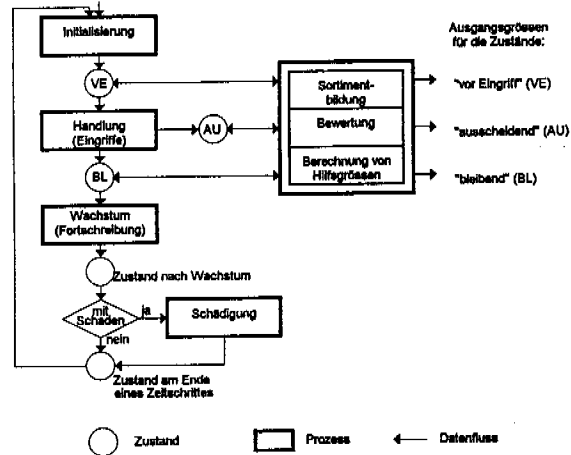 Initialisierung
VE
Handlung
(Eingriffe)
AU
BL
Wachstum
(Fortschreibung)
Zustand nach Wachstum
mit
Schäden
ja
nein
Schädigung
Zustand am Ende
eines Zeitschrittes
Sortiment-
bildung
Bewertung
Berechnung von
Hilfsgrössen
Ausgangsgrössen
für die Zustände:
"vor Eingriff" (VE)
"ausscheidend" (AU)
"bleibend" (BL)
Zustand
Prozess
Datenfluss